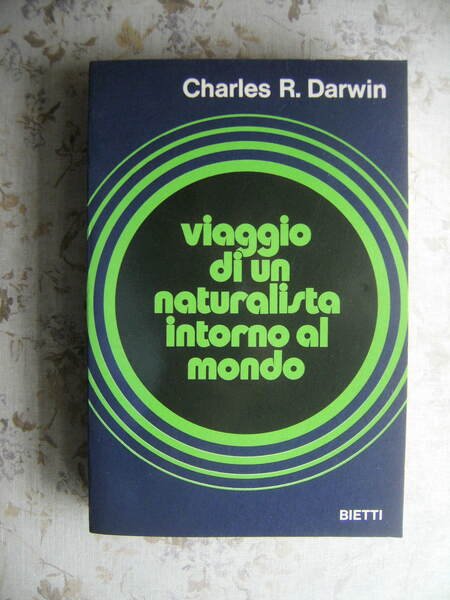 Charles R. Darwin
viaggio
di un
naturalista
intorno al
mondo
BIETTI